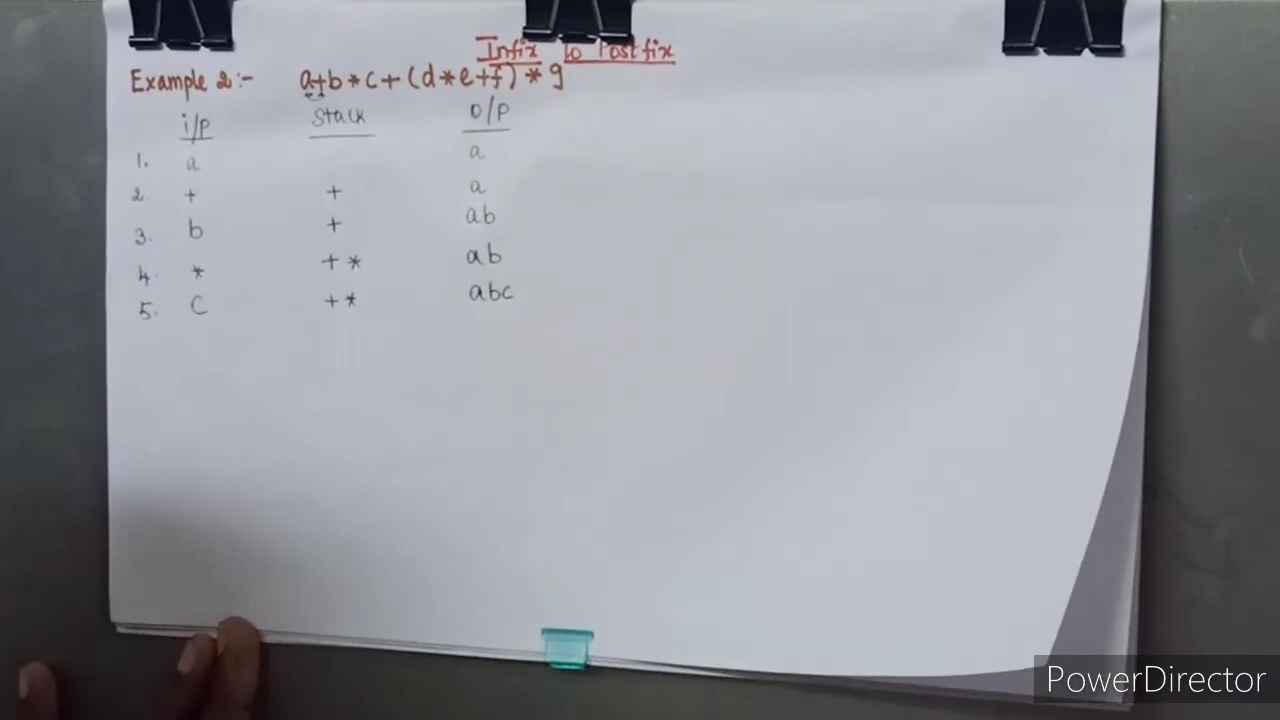 Infix To Postfix
Example 2:- a+b*c+(d*e+f)*g
i/p Stack O/P
1. a a
2 + + a
3. b + ab
4. * +* ab
5. C +* abc
PowerDirector